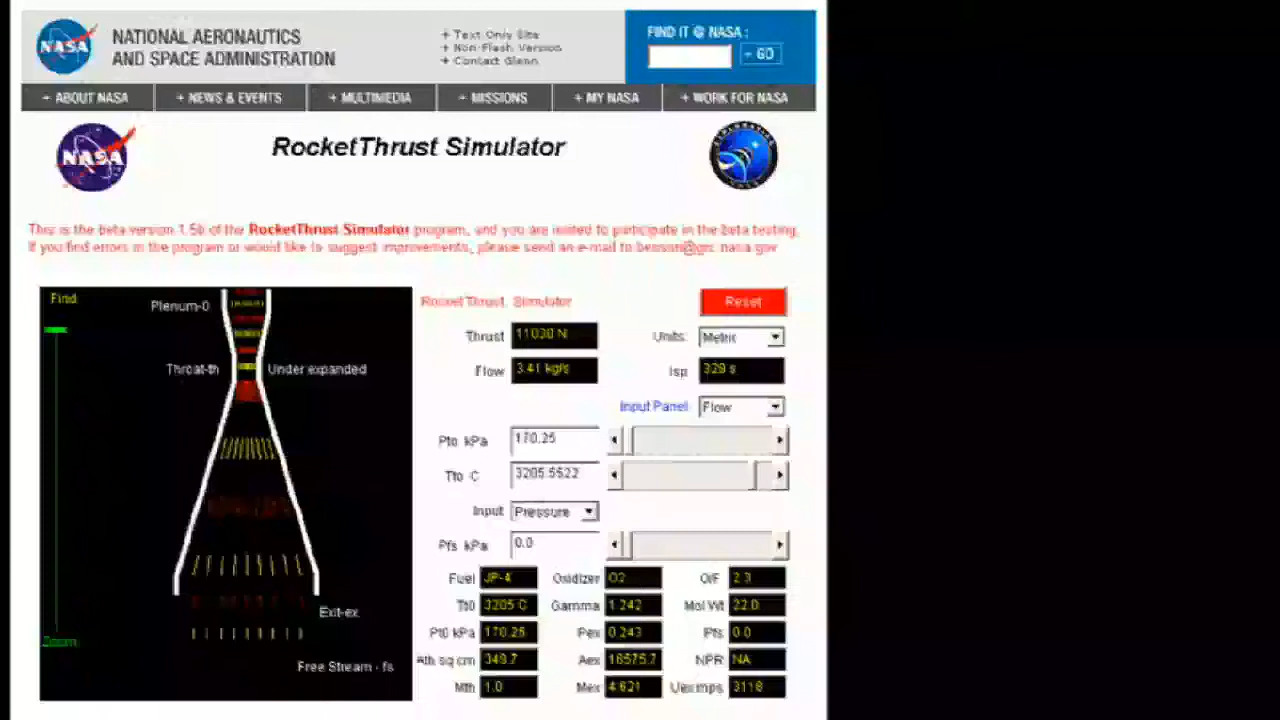 NASA
NATIONAL AERONAUTICS
AND SPACE ADMINISTRATION
+ Text Only Site
+ Non-Flash Version
+ Contact Glenn
FIND IT @ NASA :
+ GO
+ ABOUT NASA + NEWS & EVENTS + MULTIMEDIA + MISSIONS + MY NASA + WORK FOR NASA
NASA
RocketThrust Simulator
This is the beta version 1.5b of the RocketThrust Simulator program, and you are invited to participate in the beta testing.
If you find errors in the program or would like to suggest improvements, please send an e-mail to benson@grc.nasa.gov
Find
Plenum-0
Throat-th Under expanded
Exit-ex
Zoom
Free Stream - fs
RocketThrust Simulator Reset
Thrust 11030 N Units: Metric
Flow 3.41 kg/s Isp 329 s
Input Panel: Flow
Pto kPa 170.25
Tto C 3205.5522
Input Pressure
Pfs kPa 0.0
Fuel JP-4 Oxidizer O2 O/F 2.3
Tt0 3205 C Gamma 1.242 Mol Wt 22.0
Pt0 kPa 170.25 Pex 0.243 Pfs 0.0
Ath sq cm 349.7 Aex 16575.7 NPR NA
Mth 1.0 Mex 4.621 Uex mps 3118